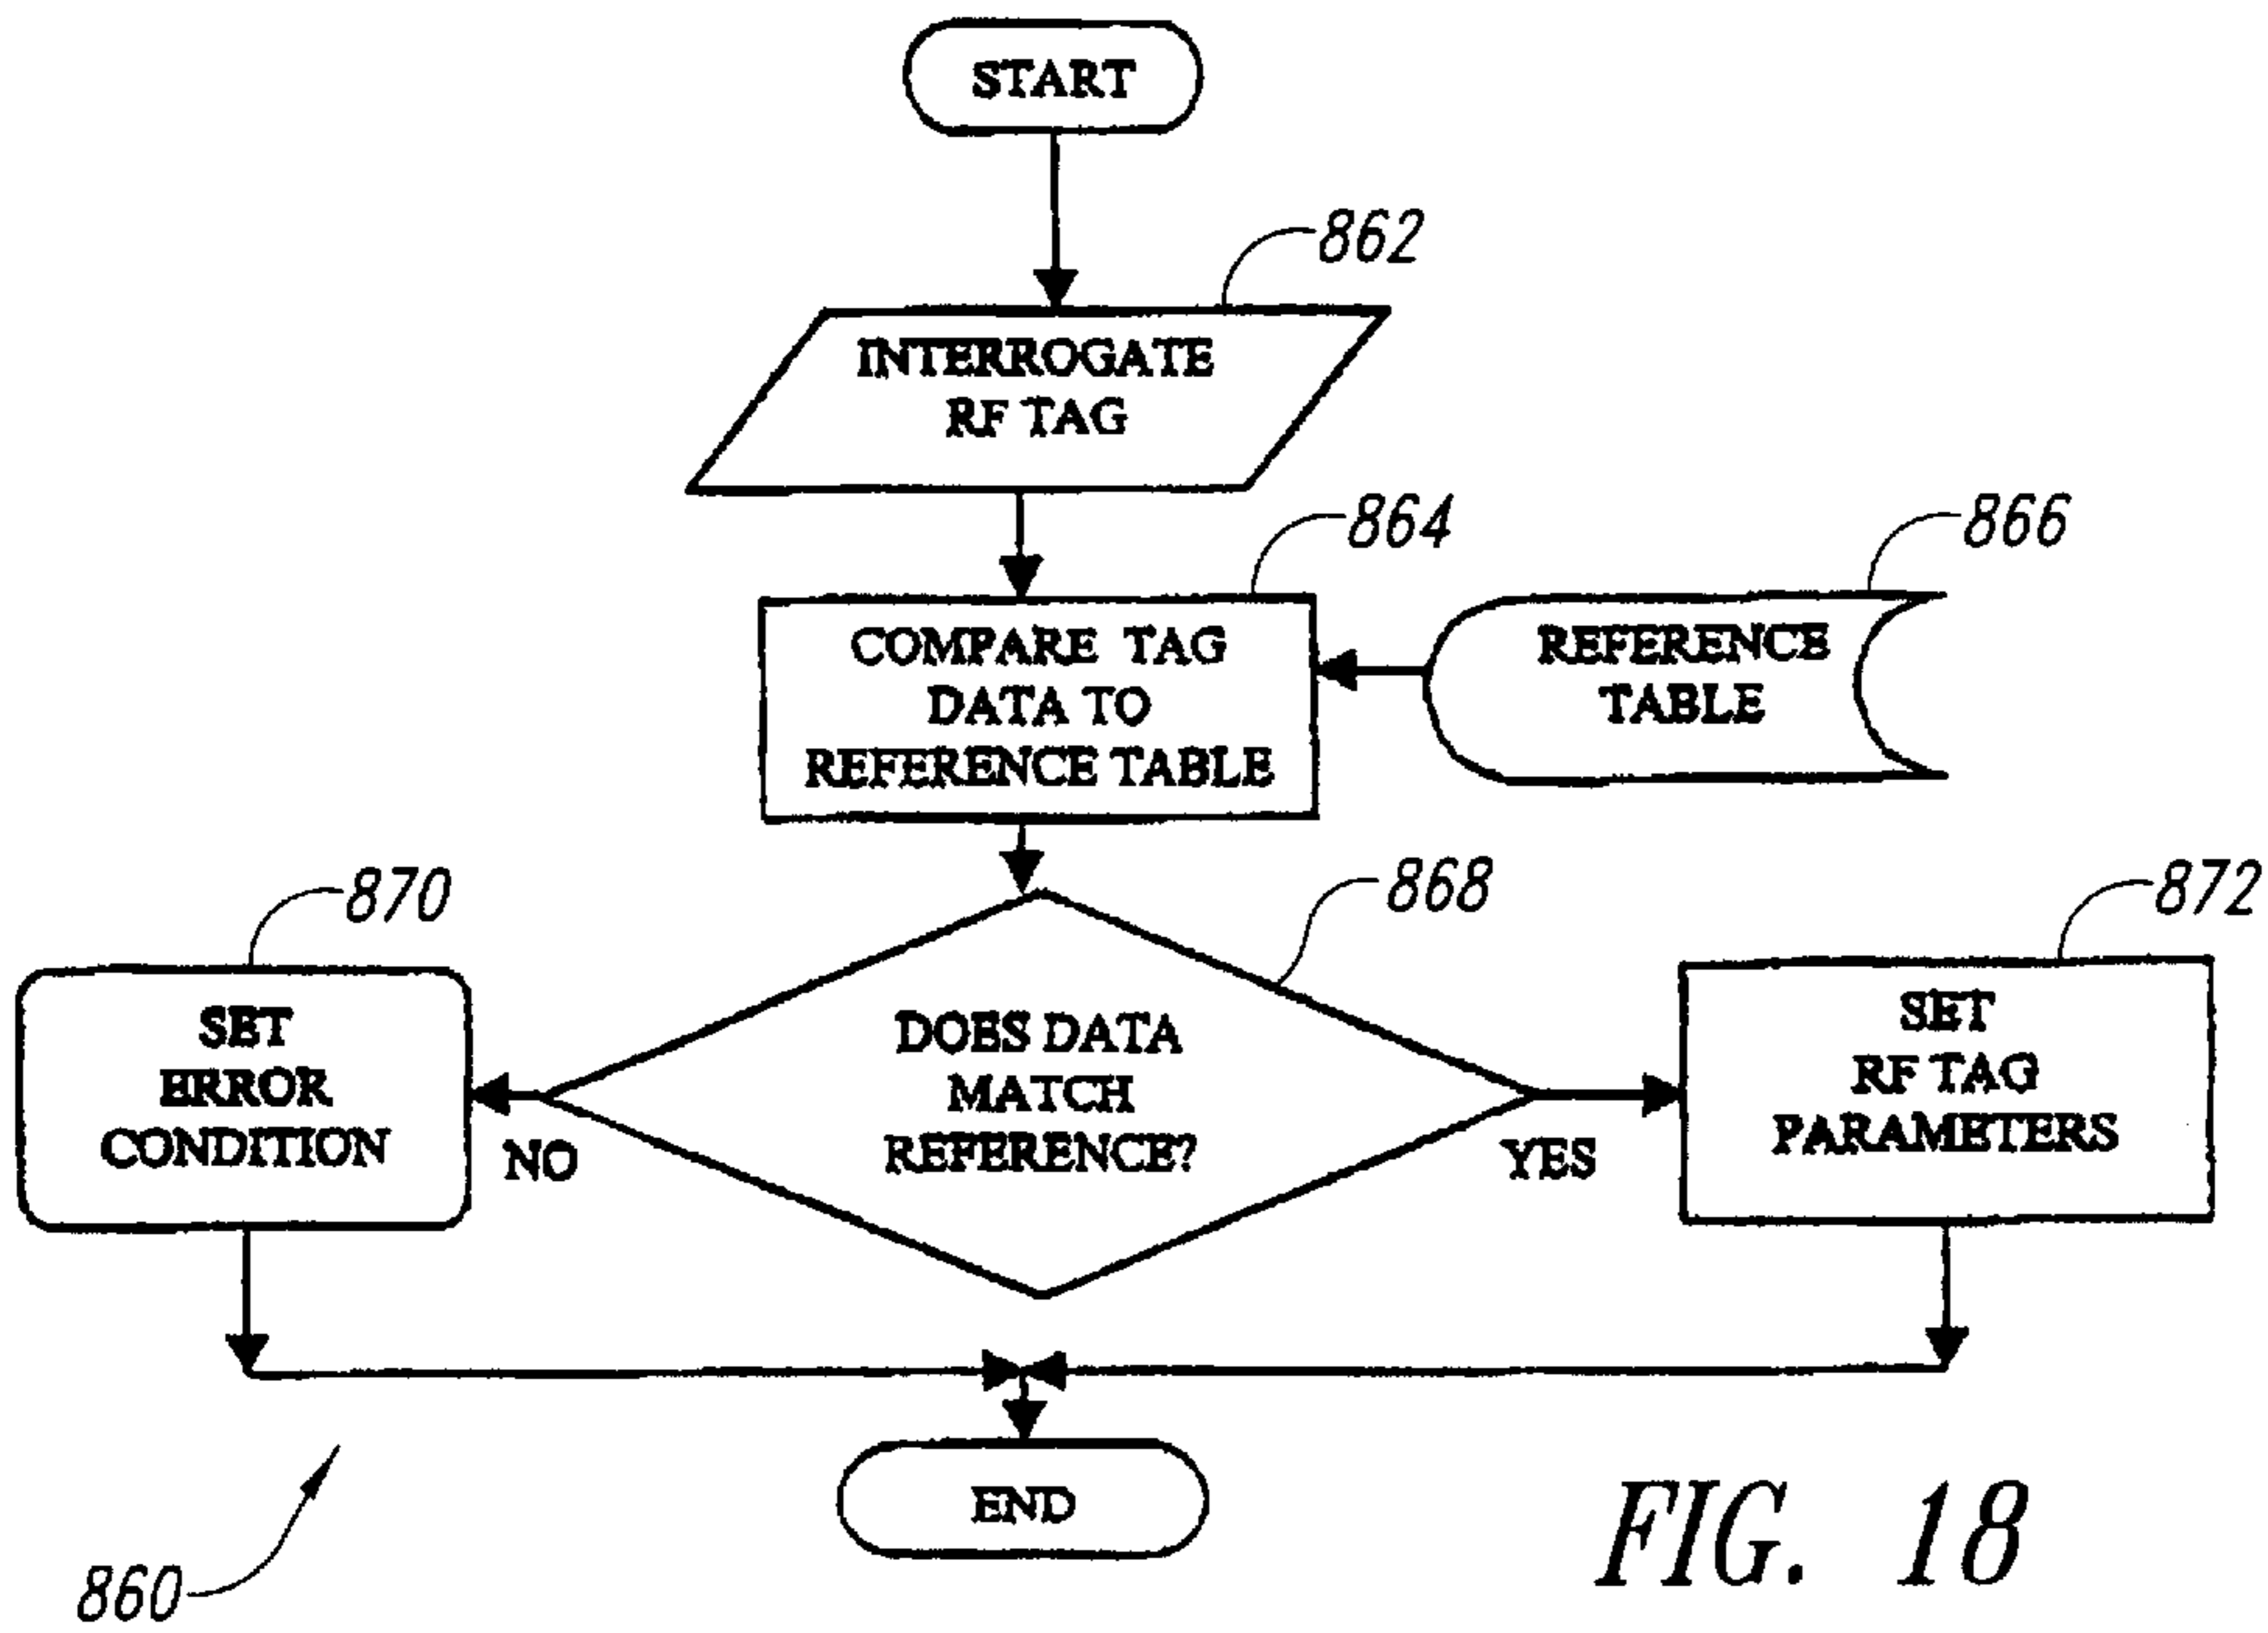 START
862
INTERROGATE
RF TAG
864
866
COMPARE TAG
DATA TO
REFERENCE TABLE
REFERENCE
TABLE
868
870
872
SET
ERROR
CONDITION
DOES DATA
MATCH
REFERENCE?
SET
RF TAG
PARAMETERS
NO
YES
END
860
FIG. 18